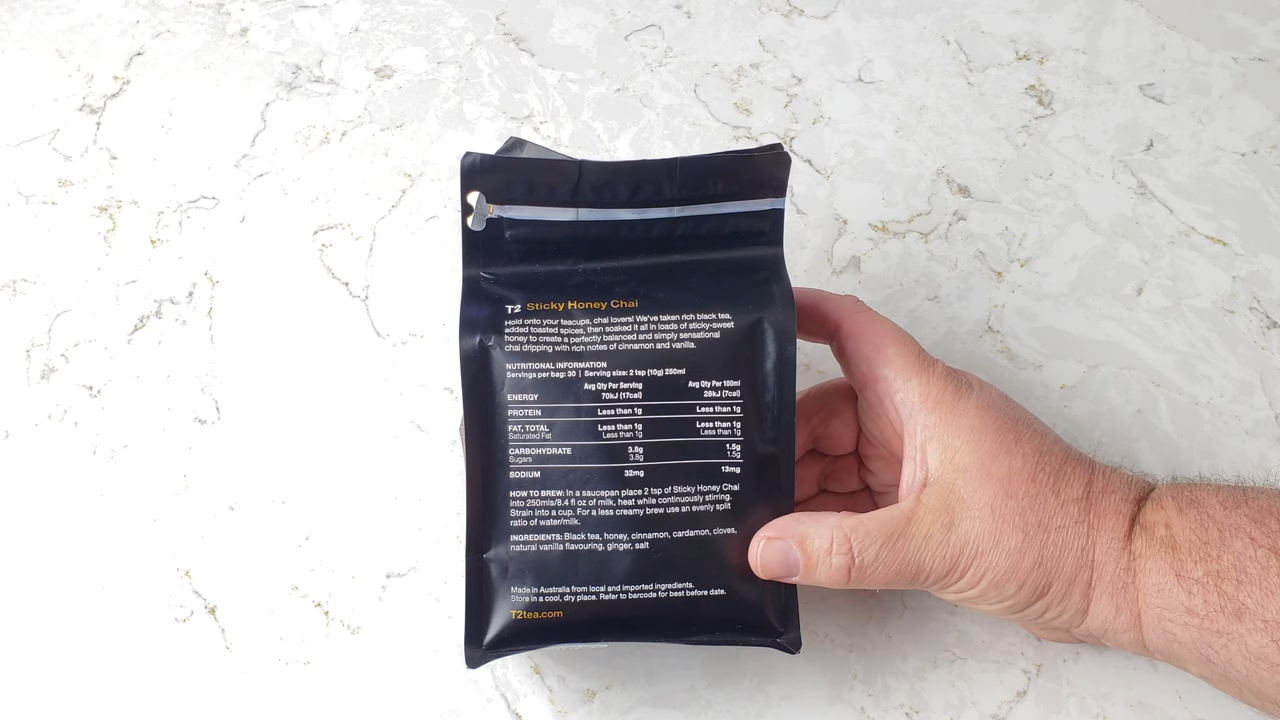 T2 Sticky Honey Chai
Hold onto your teacups, chai lovers! We've taken rich black tea,
added toasted spices, then soaked it all in loads of sticky-sweet
honey to create a perfectly balanced and simply sensational
chai dripping with rich notes of cinnamon and vanilla.
NUTRITIONAL INFORMATION
Servings per bag: 30 | Serving size: 2 tsp (10g) 250ml
Avg Qty Per Serving Avg Qty Per 100ml
ENERGY 70kJ (17cal) 28kJ (7cal)
PROTEIN Less than 1g Less than 1g
FAT, TOTAL Less than 1g Less than 1g
Saturated Fat Less than 1g Less than 1g
CARBOHYDRATE 3.8g 1.5g
Sugars 3.8g 1.5g
SODIUM 32mg 13mg
HOW TO BREW: In a saucepan place 2 tsp of Sticky Honey Chai
into 250mls/8.4 fl oz of milk, heat while continuously stirring.
Strain into a cup. For a less creamy brew use an evenly split
ratio of water/milk.
INGREDIENTS: Black tea, honey, cinnamon, cardamon, cloves,
natural vanilla flavouring, ginger, salt
Made in Australia from local and imported ingredients.
Store in a cool, dry place. Refer to barcode for best before date.
T2tea.com